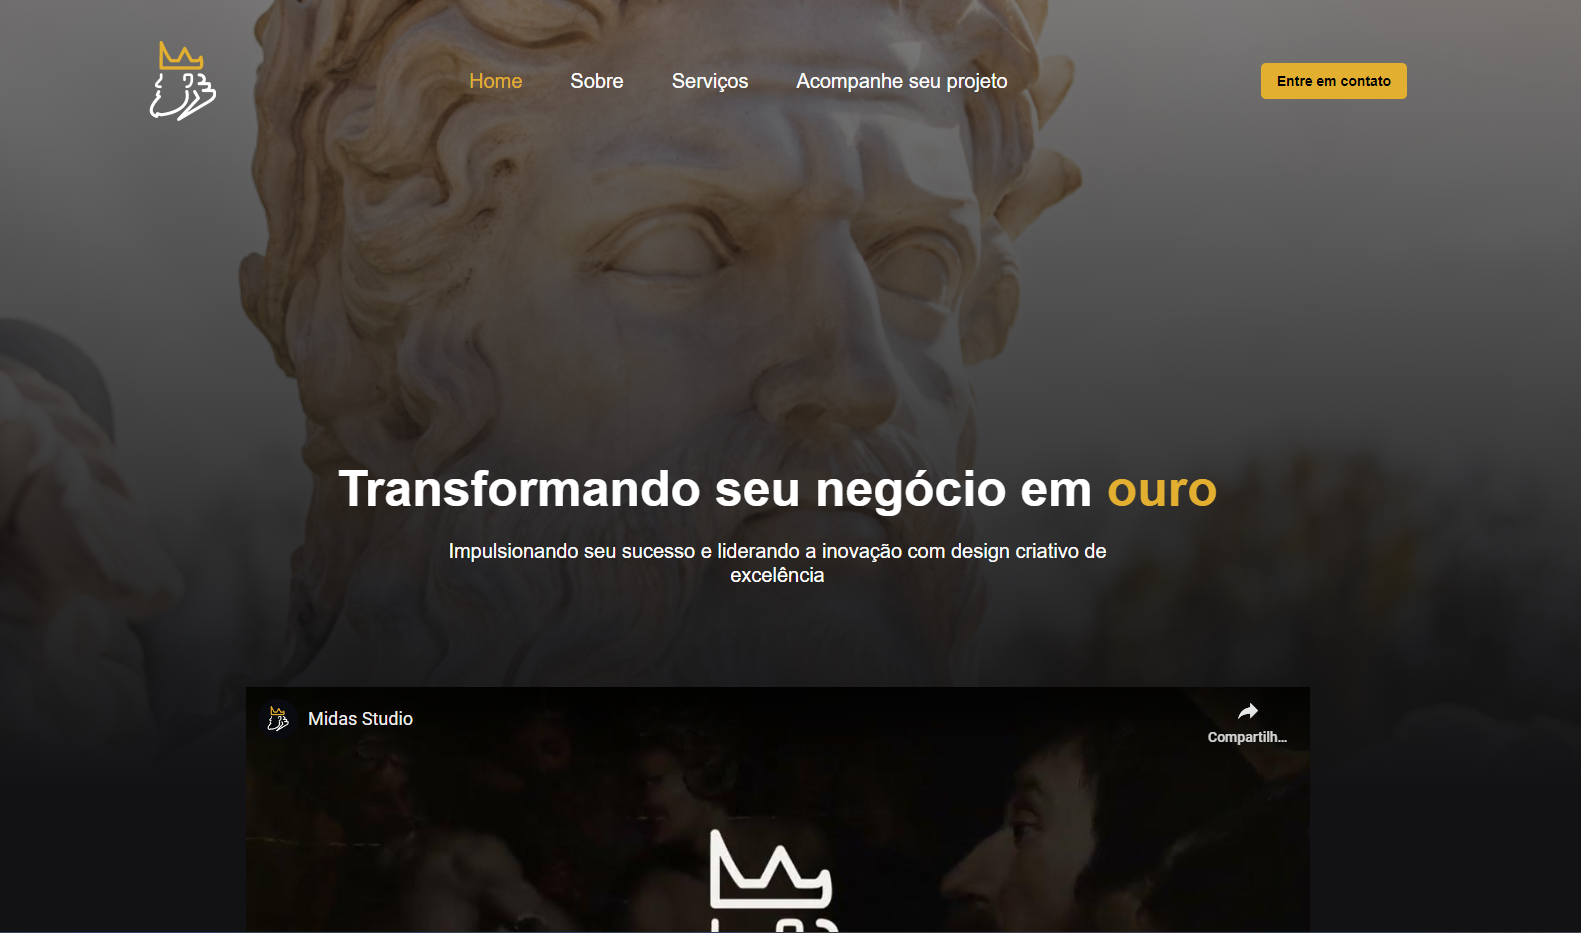 Home Sobre Serviços Acompanhe seu projeto Entre em contato
Transformando seu negócio em ouro
Impulsionando seu sucesso e liderando a inovação com design criativo de
excelência
Midas Studio
Compartilh...